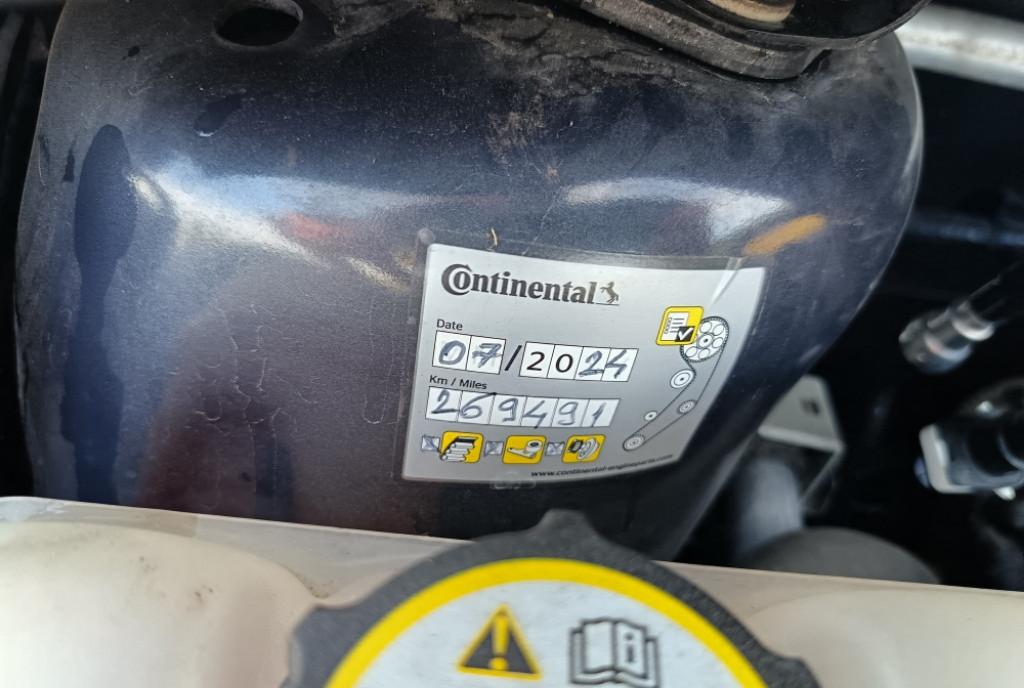 Continental
Date
07/2024
Km / Miles
269491
www.continental-engineparts.com